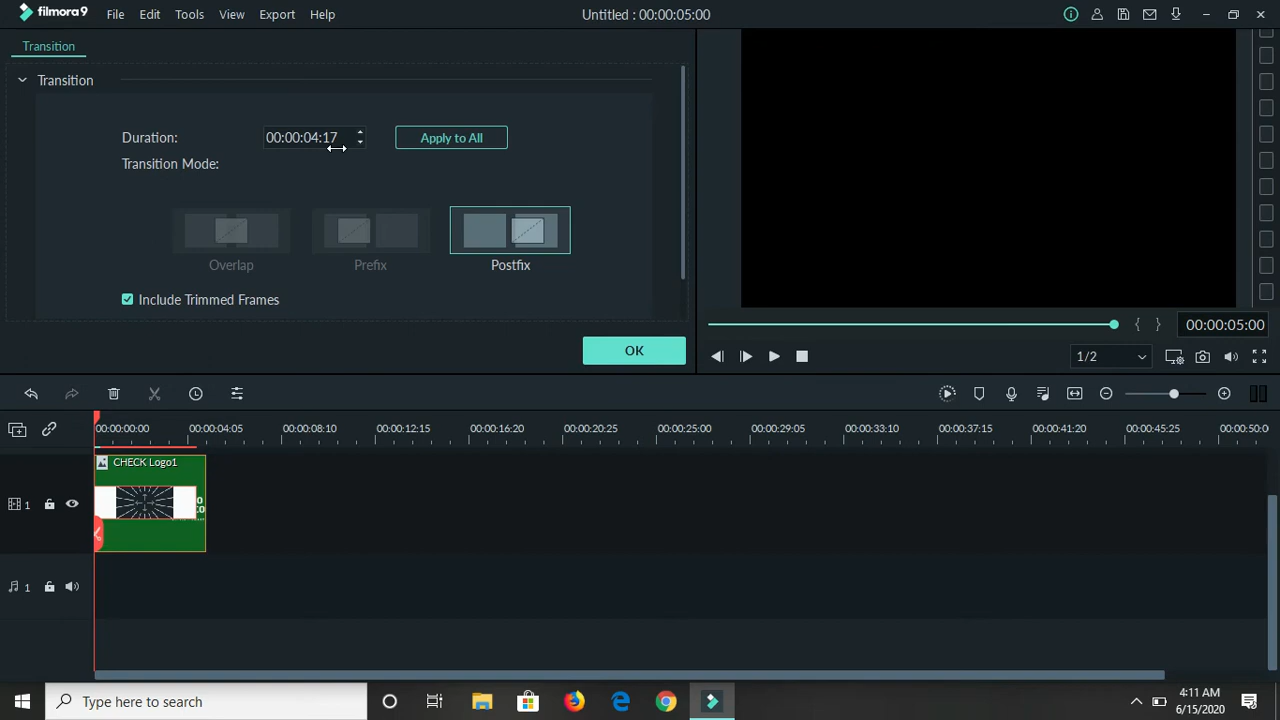 filmora9 File Edit Tools View Export Help Untitled : 00:00:05:00
Transition
Transition
Duration: 00:00:04:17 Apply to All
Transition Mode:
Overlap Prefix Postfix
Include Trimmed Frames
OK
00:00:05:00
1/2
00:00:00:00 00:00:04:05 00:00:08:10 00:00:12:15 00:00:16:20 00:00:20:25 00:00:25:00 00:00:29:05 00:00:33:10 00:00:37:15 00:00:41:20 00:00:45:25 00:00:50:0
CHECK Logo1
1
1
Type here to search
4:11 AM
6/15/2020